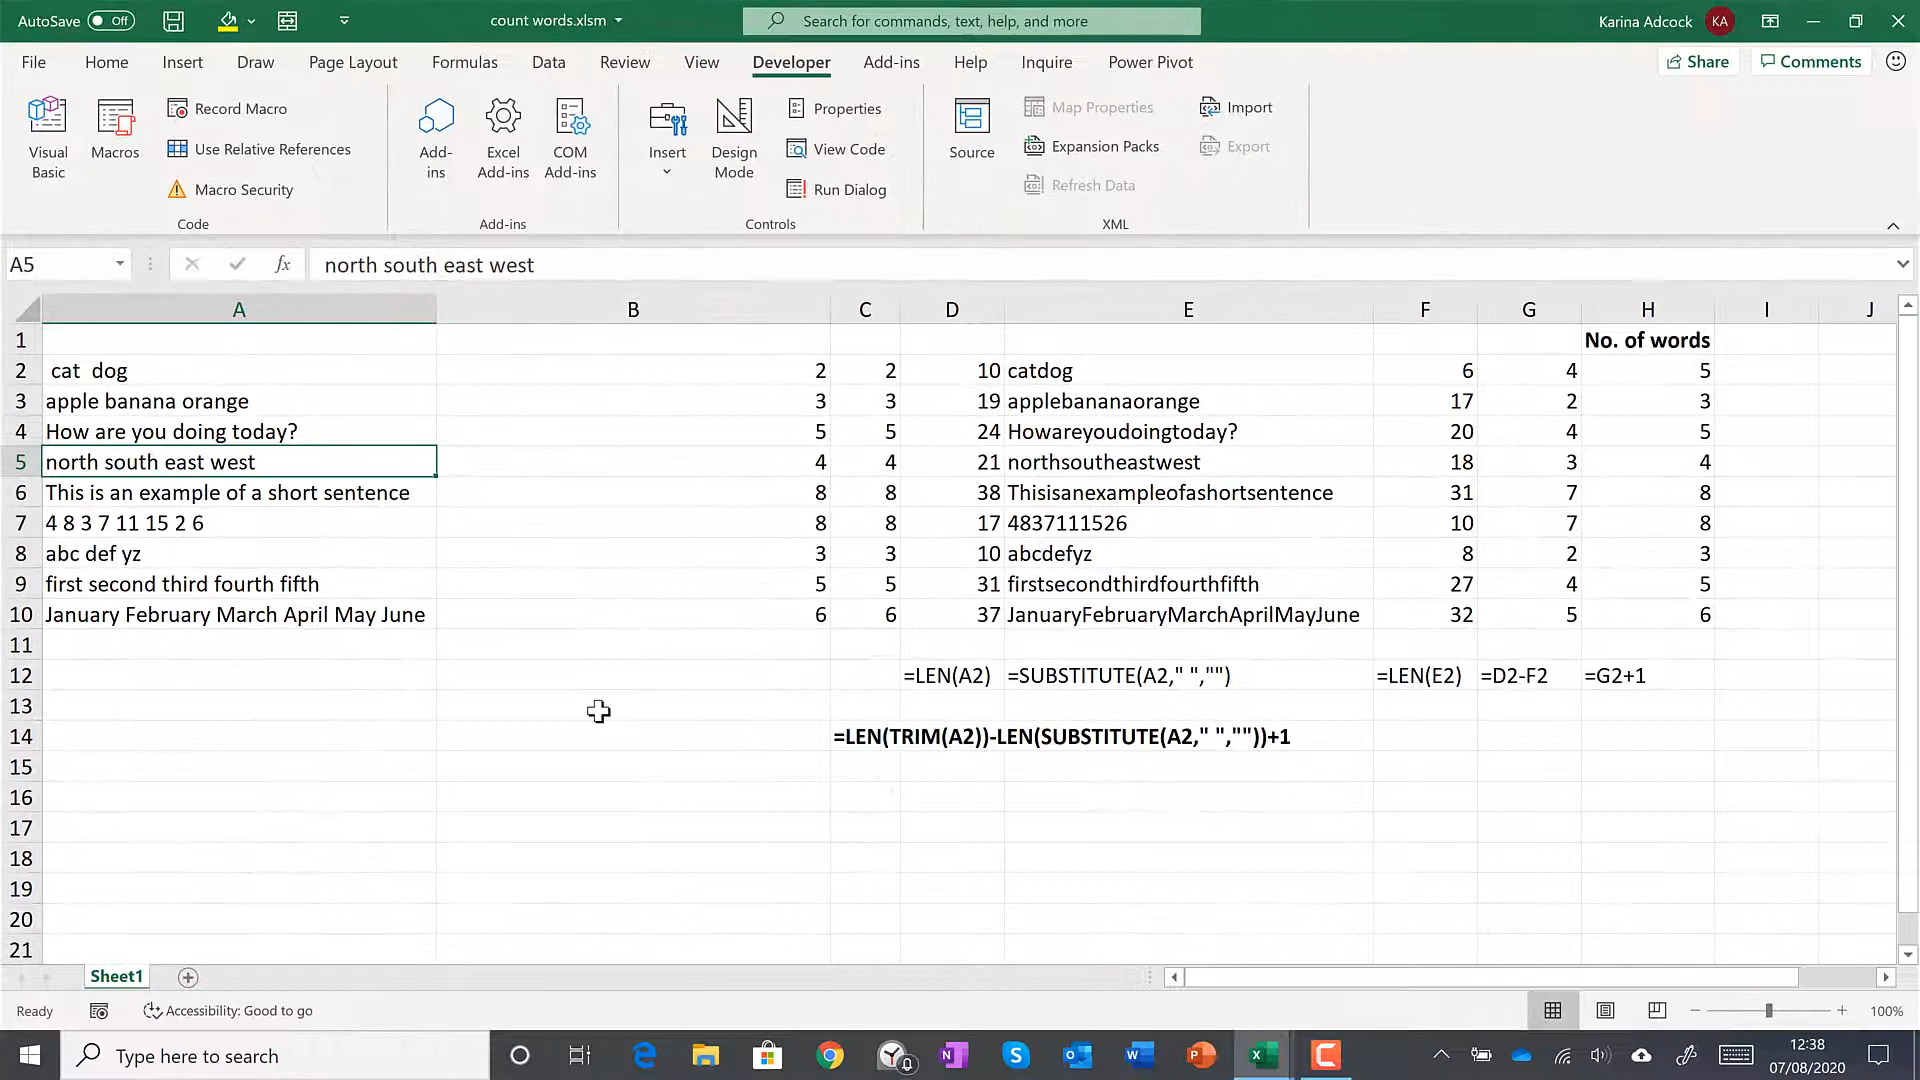 AutoSave Off count words.xlsm Search for commands, text, help, and more Karina Adcock KA
File Home Insert Draw Page Layout Formulas Data Review View Developer Add-ins Help Inquire Power Pivot Share Comments
Visual Basic
Macros
Record Macro
Use Relative References
Macro Security
Code
Add-ins
Excel Add-ins
COM Add-ins
Add-ins
Insert
Design Mode
Properties
View Code
Run Dialog
Controls
Source
Map Properties
Expansion Packs
Refresh Data
Import
Export
XML
A5 fx north south east west
A B C D E F G H I J
1 No. of words
2 cat  dog 2 2 10 catdog 6 4 5
3 apple banana orange 3 3 19 applebananaorange 17 2 3
4 How are you doing today? 5 5 24 Howareyoudoingtoday? 20 4 5
5 north south east west 4 4 21 northsoutheastwest 18 3 4
6 This is an example of a short sentence 8 8 38 Thisisanexampleofashortsentence 31 7 8
7 4 8 3 7 11 15 2 6 8 8 17 4837111526 10 7 8
8 abc def yz 3 3 10 abcdefyz 8 2 3
9 first second third fourth fifth 5 5 31 firstsecondthirdfourthfifth 27 4 5
10 January February March April May June 6 6 37 JanuaryFebruaryMarchAprilMayJune 32 5 6
11
12 =LEN(A2) =SUBSTITUTE(A2," ","") =LEN(E2) =D2-F2 =G2+1
13
14 =LEN(TRIM(A2))-LEN(SUBSTITUTE(A2," ",""))+1
15
16
17
18
19
20
21
Sheet1
Ready Accessibility: Good to go 100%
Type here to search 12:38
07/08/2020